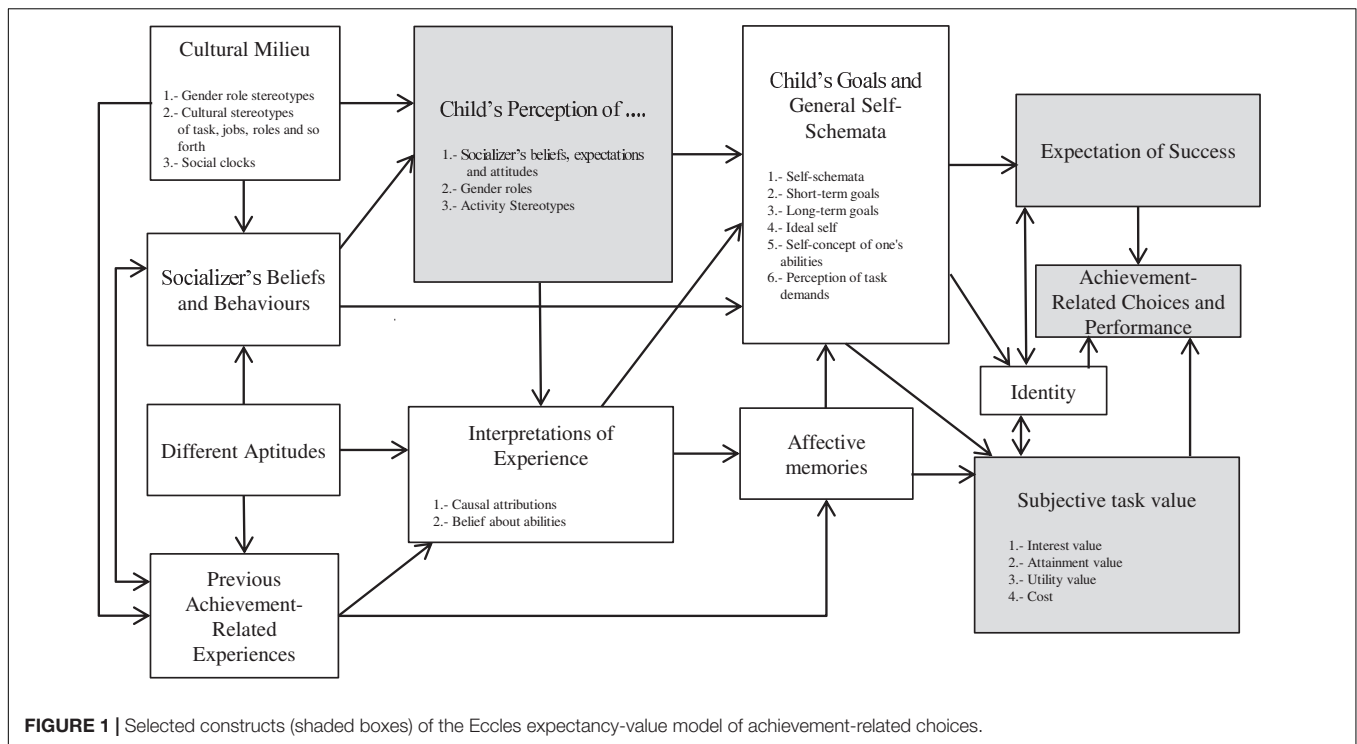 Cultural Milieu
1.- Gender role stereotypes
2.- Cultural stereotypes
of task, jobs, roles and so
forth
3.- Social clocks
Socializer's Beliefs
and Behaviours
Different Aptitudes
Previous
Achievement-
Related
Experiences
Child's Perception of ....
1.- Socializer's beliefs, expectations
and attitudes
2.- Gender roles
3.- Activity Stereotypes
Interpretations of
Experience
1.- Causal attributions
2.- Belief about abilities
Child's Goals and
General Self-
Schemata
1.- Self-schemata
2.- Short-term goals
3.- Long-term goals
4.- Ideal self
5.- Self-concept of one's
abilities
6.- Perception of task
demands
Affective
memories
Expectation of Success
Achievement-
Related Choices and
Performance
Identity
Subjective task value
1.- Interest value
2.- Attainment value
3.- Utility value
4.- Cost
FIGURE 1 | Selected constructs (shaded boxes) of the Eccles expectancy-value model of achievement-related choices.